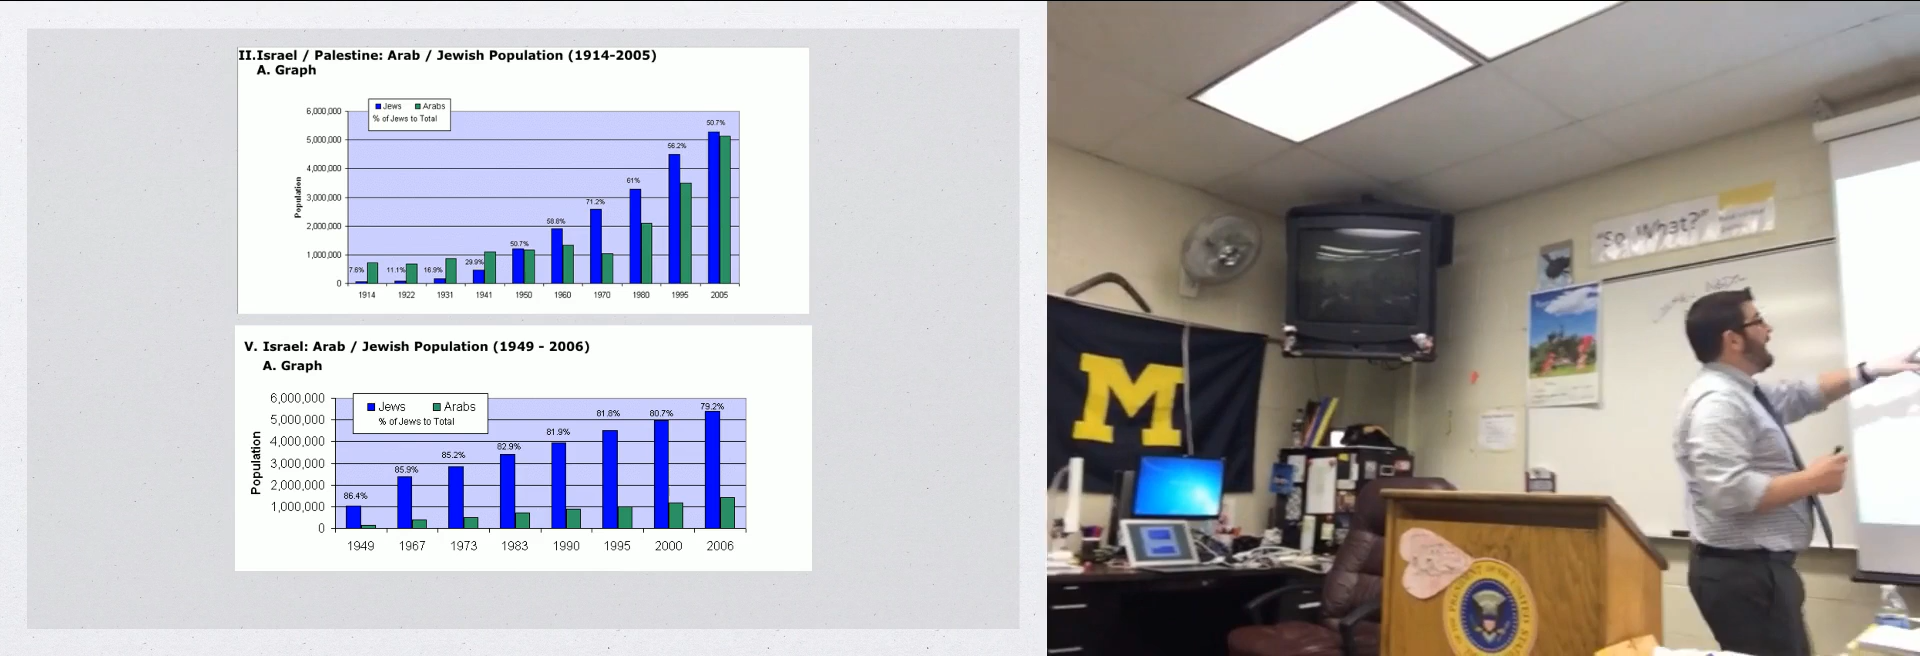 II.Israel / Palestine: Arab / Jewish Population (1914-2005)
A. Graph
Jews Arabs
% of Jews to Total
Population
6,000,000
5,000,000
4,000,000
3,000,000
2,000,000
1,000,000
0
7.6% 11.1% 16.9% 29.9% 50.7% 58.8% 71.2% 61% 56.2% 50.7%
1914 1922 1931 1941 1950 1960 1970 1980 1995 2005
V. Israel: Arab / Jewish Population (1949 - 2006)
A. Graph
Jews Arabs
% of Jews to Total
Population
6,000,000
5,000,000
4,000,000
3,000,000
2,000,000
1,000,000
0
86.4% 85.9% 85.2% 82.9% 81.9% 81.6% 80.7% 79.2%
1949 1967 1973 1983 1990 1995 2000 2006
"So What?"
M
PRESIDENT OF THE UNITED